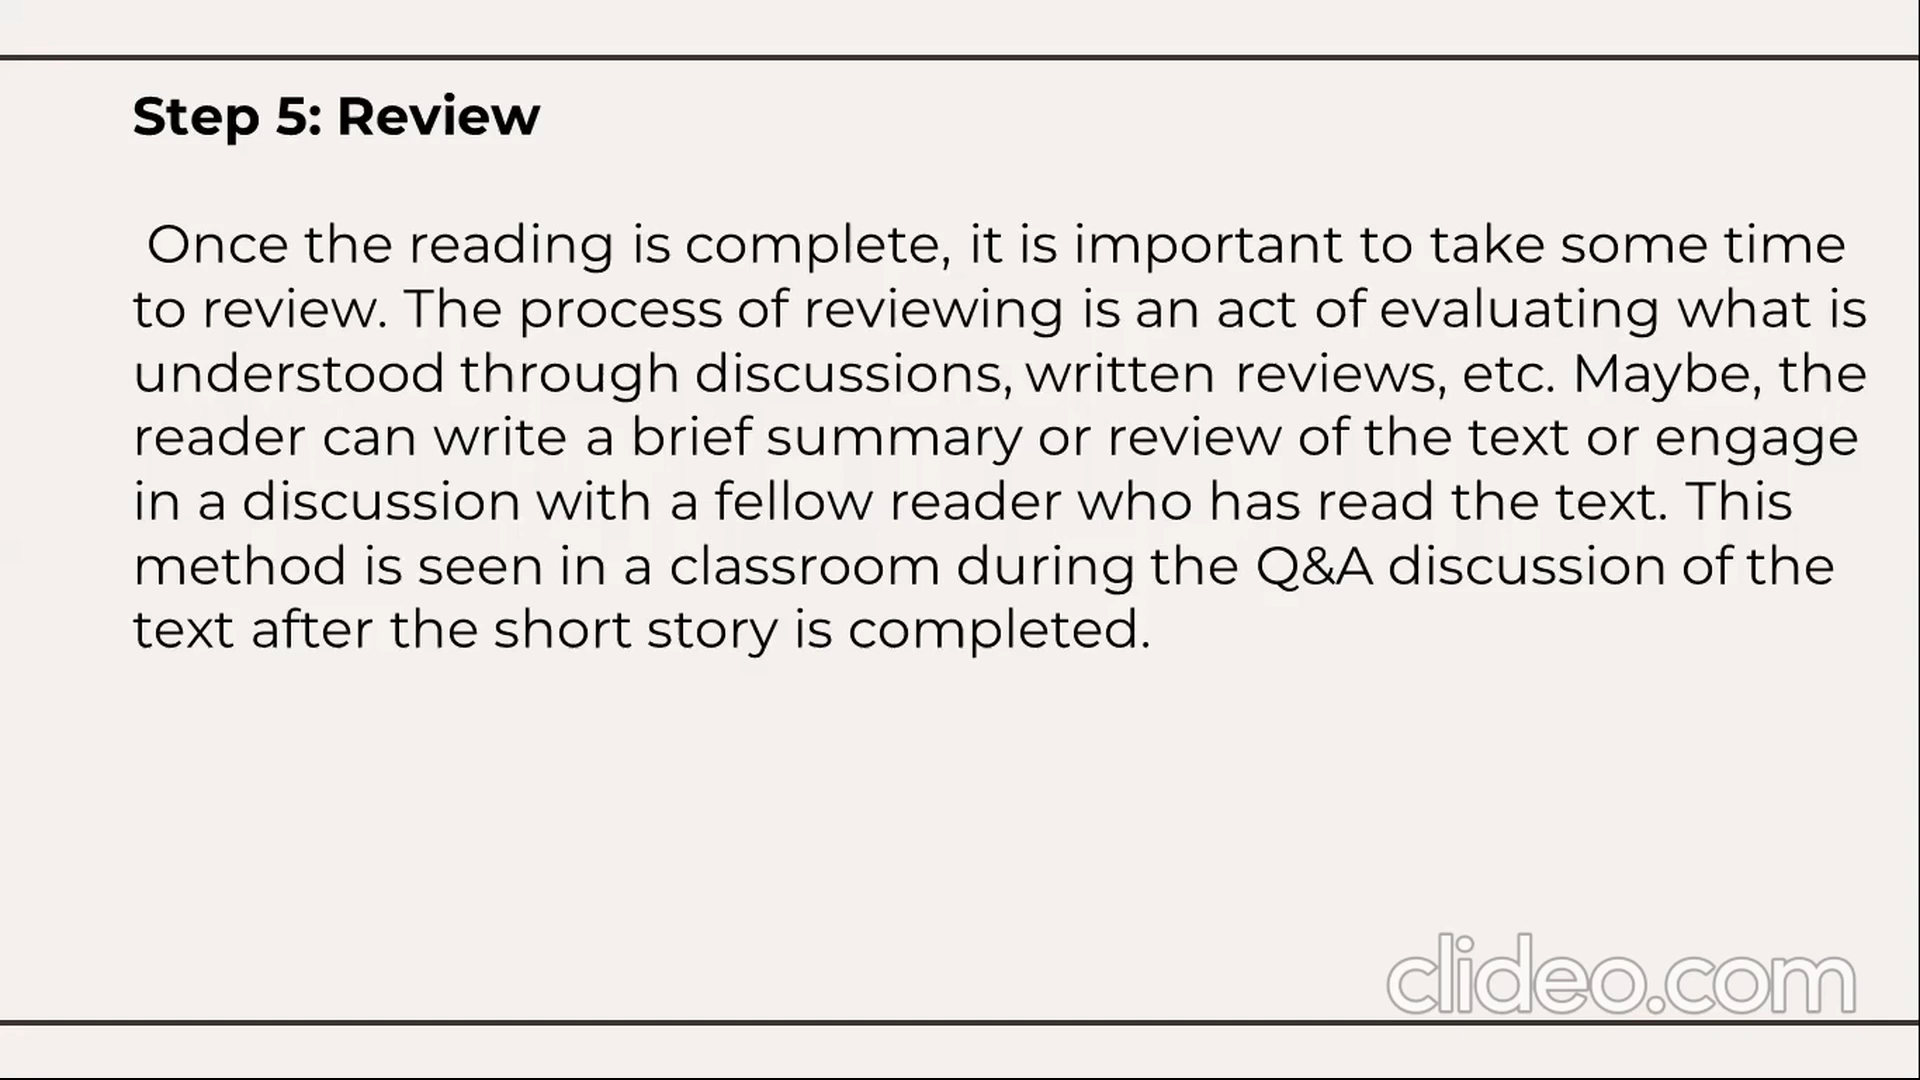 Step 5: Review
Once the reading is complete, it is important to take some time
to review. The process of reviewing is an act of evaluating what is
understood through discussions, written reviews, etc. Maybe, the
reader can write a brief summary or review of the text or engage
in a discussion with a fellow reader who has read the text. This
method is seen in a classroom during the Q&A discussion of the
text after the short story is completed.
clideo.com